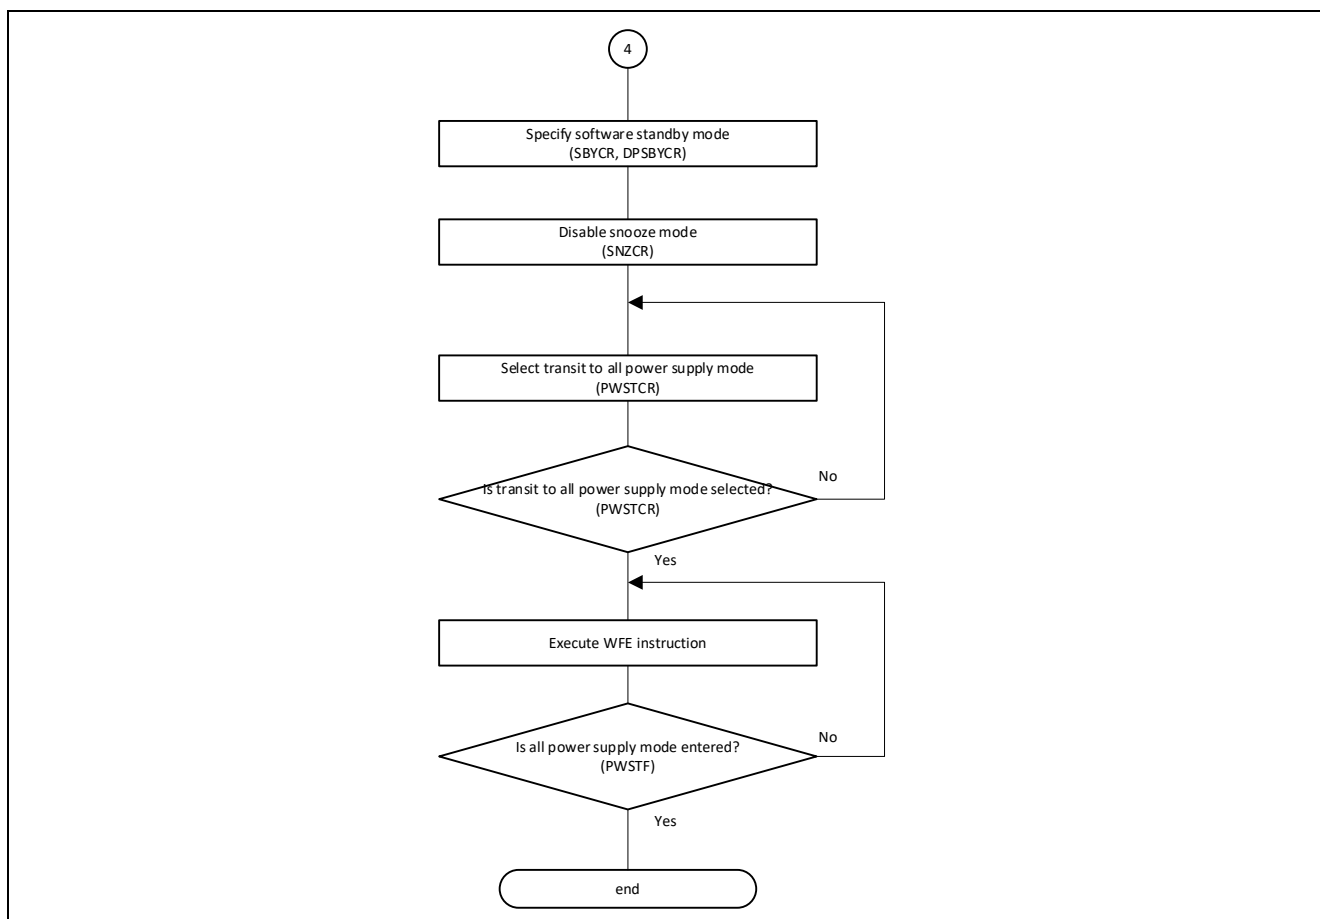 4
Specify software standby mode
(SBYCR, DPSBYCR)
Disable snooze mode
(SNZCR)
Select transit to all power supply mode
(PWSTCR)
Is transit to all power supply mode selected?
(PWSTCR)
No
Yes
Execute WFE instruction
Is all power supply mode entered?
(PWSTF)
No
Yes
end